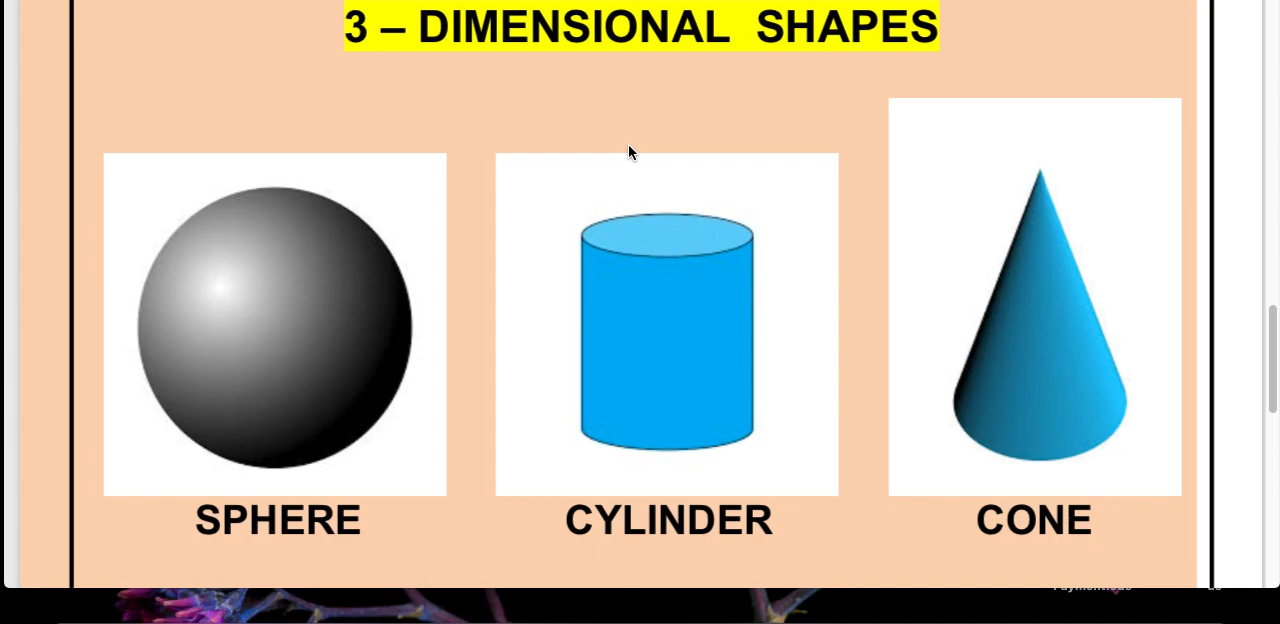 3 – DIMENSIONAL SHAPES
SPHERE
CYLINDER
CONE